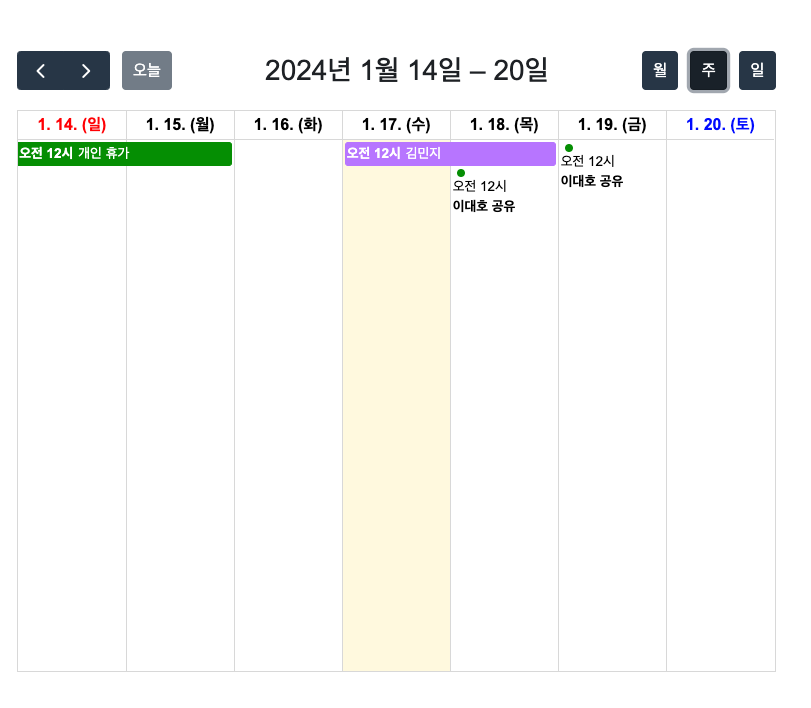 오늘
2024년 1월 14일 – 20일
월
주
일
1. 14. (일)
1. 15. (월)
1. 16. (화)
1. 17. (수)
1. 18. (목)
1. 19. (금)
1. 20. (토)
오전 12시 개인 휴가
오전 12시 김민지
오전 12시
이대호 공유
오전 12시
이대호 공유